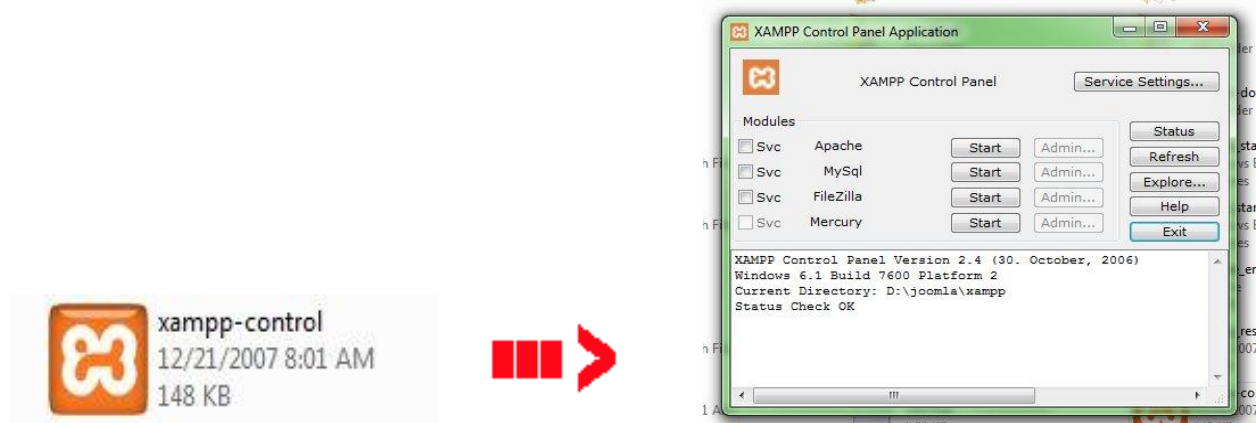 xampp-control
12/21/2007 8:01 AM
148 KB
XAMPP Control Panel Application
XAMPP Control Panel
Service Settings...
Modules
Svc Apache Start Admin...
Svc MySql Start Admin...
Svc FileZilla Start Admin...
Svc Mercury Start Admin...
Status
Refresh
Explore...
Help
Exit
XAMPP Control Panel Version 2.4 (30. October, 2006)
Windows 6.1 Build 7600 Platform 2
Current Directory: D:\joomla\xampp
Status Check OK